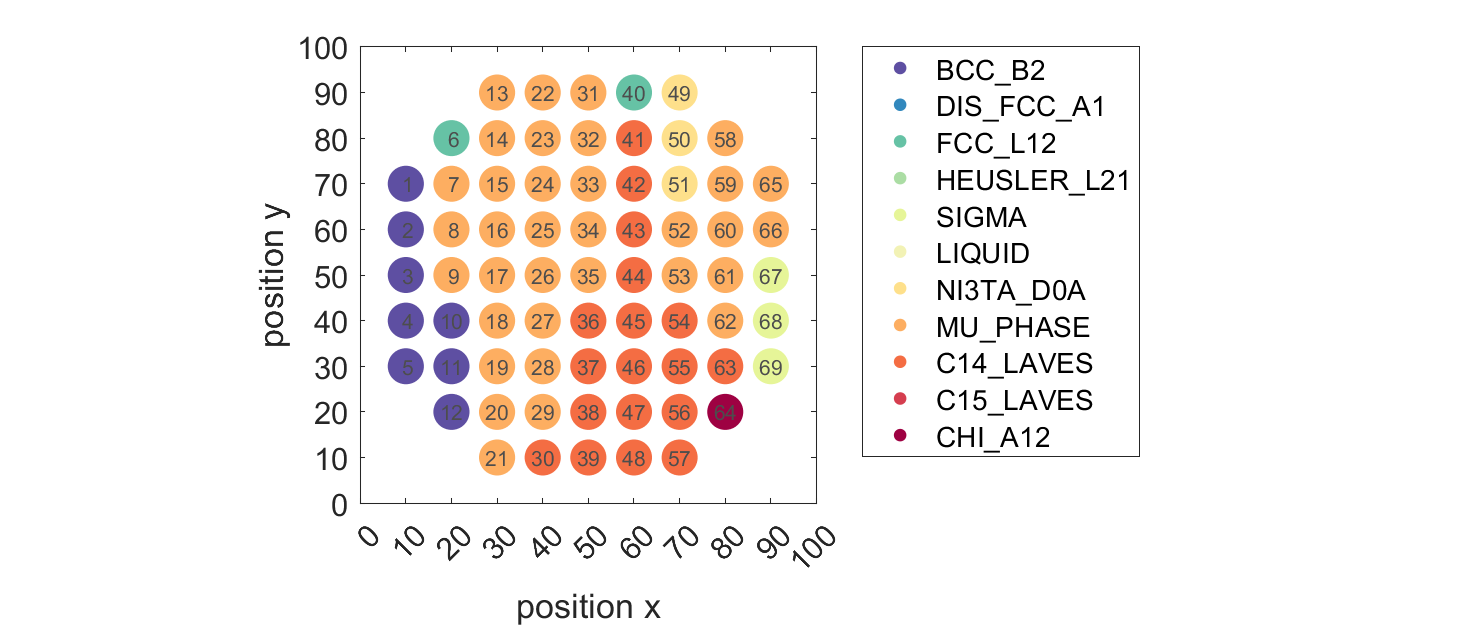 100
90 13 22 31 40 49
80 6 14 23 32 41 50 58
70 1 7 15 24 33 42 51 59 65
60 2 8 16 25 34 43 52 60 66
50 3 9 17 26 35 44 53 61 67
40 4 10 18 27 36 45 54 62 68
30 5 11 19 28 37 46 55 63 69
20 12 20 29 38 47 56 64
10 21 30 39 48 57
0
position y
0 10 20 30 40 50 60 70 80 90 100
position x
BCC_B2
DIS_FCC_A1
FCC_L12
HEUSLER_L21
SIGMA
LIQUID
NI3TA_D0A
MU_PHASE
C14_LAVES
C15_LAVES
CHI_A12